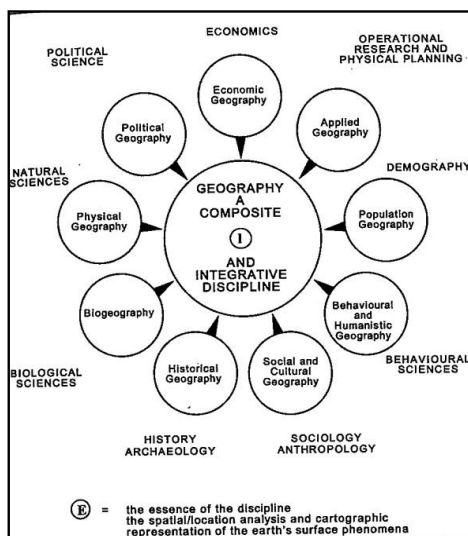 ECONOMICS
POLITICAL
SCIENCE
OPERATIONAL
RESEARCH AND
PHYSICAL PLANNING
Economic
Geography
Political
Geography
Applied
Geography
NATURAL
SCIENCES
DEMOGRAPHY
GEOGRAPHY
A
COMPOSITE
I
AND
INTEGRATIVE
DISCIPLINE
Physical
Geography
Population
Geography
Biogeography
Behavioural
and
Humanistic
Geography
BIOLOGICAL
SCIENCES
BEHAVIOURAL
SCIENCES
Historical
Geography
Social and
Cultural
Geography
HISTORY
ARCHAEOLOGY
SOCIOLOGY
ANTHROPOLOGY
E = the essence of the discipline
the spatial/location analysis and cartographic
representation of the earth's surface phenomena